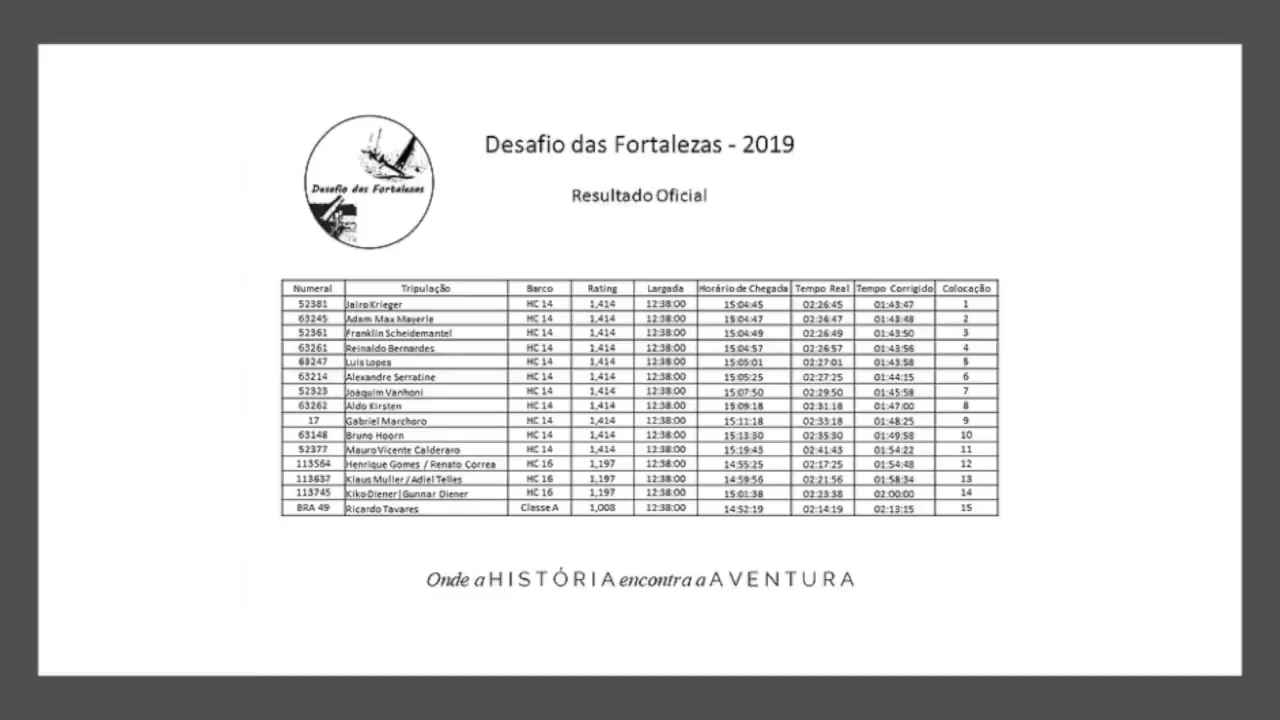 Desafio das Fortalezas
Desafio das Fortalezas - 2019
Resultado Oficial
Numeral Tripulação Barco Rating Largada Horário de Chegada Tempo Real Tempo Corrigido Colocação
52381 Jairo Krieger HC 14 1,414 12:38:00 15:04:45 02:26:45 01:43:47 1
63245 Adam Max Mayerle HC 14 1,414 12:38:00 15:04:47 02:26:47 01:43:48 2
52361 Franklin Scheidemantel HC 14 1,414 12:38:00 15:04:49 02:26:49 01:43:50 3
63261 Reinaldo Bernardes HC 14 1,414 12:38:00 15:04:57 02:26:57 01:43:56 4
63247 Luis Lopes HC 14 1,414 12:38:00 15:05:01 02:27:01 01:43:58 5
63214 Alexandre Serratine HC 14 1,414 12:38:00 15:05:25 02:27:25 01:44:15 6
52323 Joaquim Vanhoni HC 14 1,414 12:38:00 15:07:50 02:29:50 01:45:58 7
63262 Aldo Kirsten HC 14 1,414 12:38:00 15:09:18 02:31:18 01:47:00 8
17 Gabriel Marchoro HC 14 1,414 12:38:00 15:11:18 02:33:18 01:48:25 9
63148 Bruno Hoorn HC 14 1,414 12:38:00 15:13:30 02:35:30 01:49:58 10
52377 Mauro Vicente Calderaro HC 14 1,414 12:38:00 15:19:43 02:41:43 01:54:22 11
113564 Henrique Gomes / Renato Correa HC 16 1,197 12:38:00 14:55:25 02:17:25 01:54:48 12
113637 Klaus Muller / Adiel Telles HC 16 1,197 12:38:00 14:59:56 02:21:56 01:58:34 13
113745 Kiko Diener | Gunnar Diener HC 16 1,197 12:38:00 15:01:38 02:23:38 02:00:00 14
BRA 49 Ricardo Tavares Classe A 1,008 12:38:00 14:52:19 02:14:19 02:13:15 15
Onde a HISTÓRIA encontra a AVENTURA